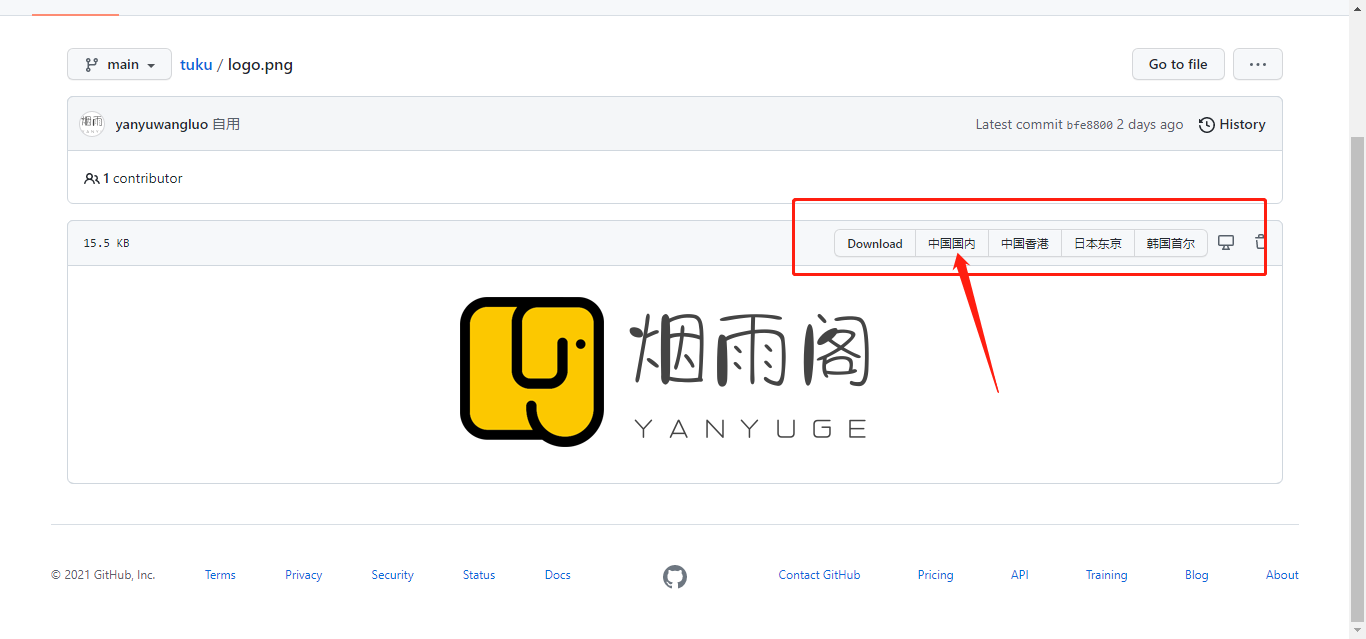 main
tuku / logo.png
Go to file
yanyuwangluo 自用
Latest commit bfe8800 2 days ago
History
1 contributor
15.5 KB
Download
中国国内
中国香港
日本东京
韩国首尔
烟雨阁
YANYUGE
© 2021 GitHub, Inc.
Terms
Privacy
Security
Status
Docs
Contact GitHub
Pricing
API
Training
Blog
About